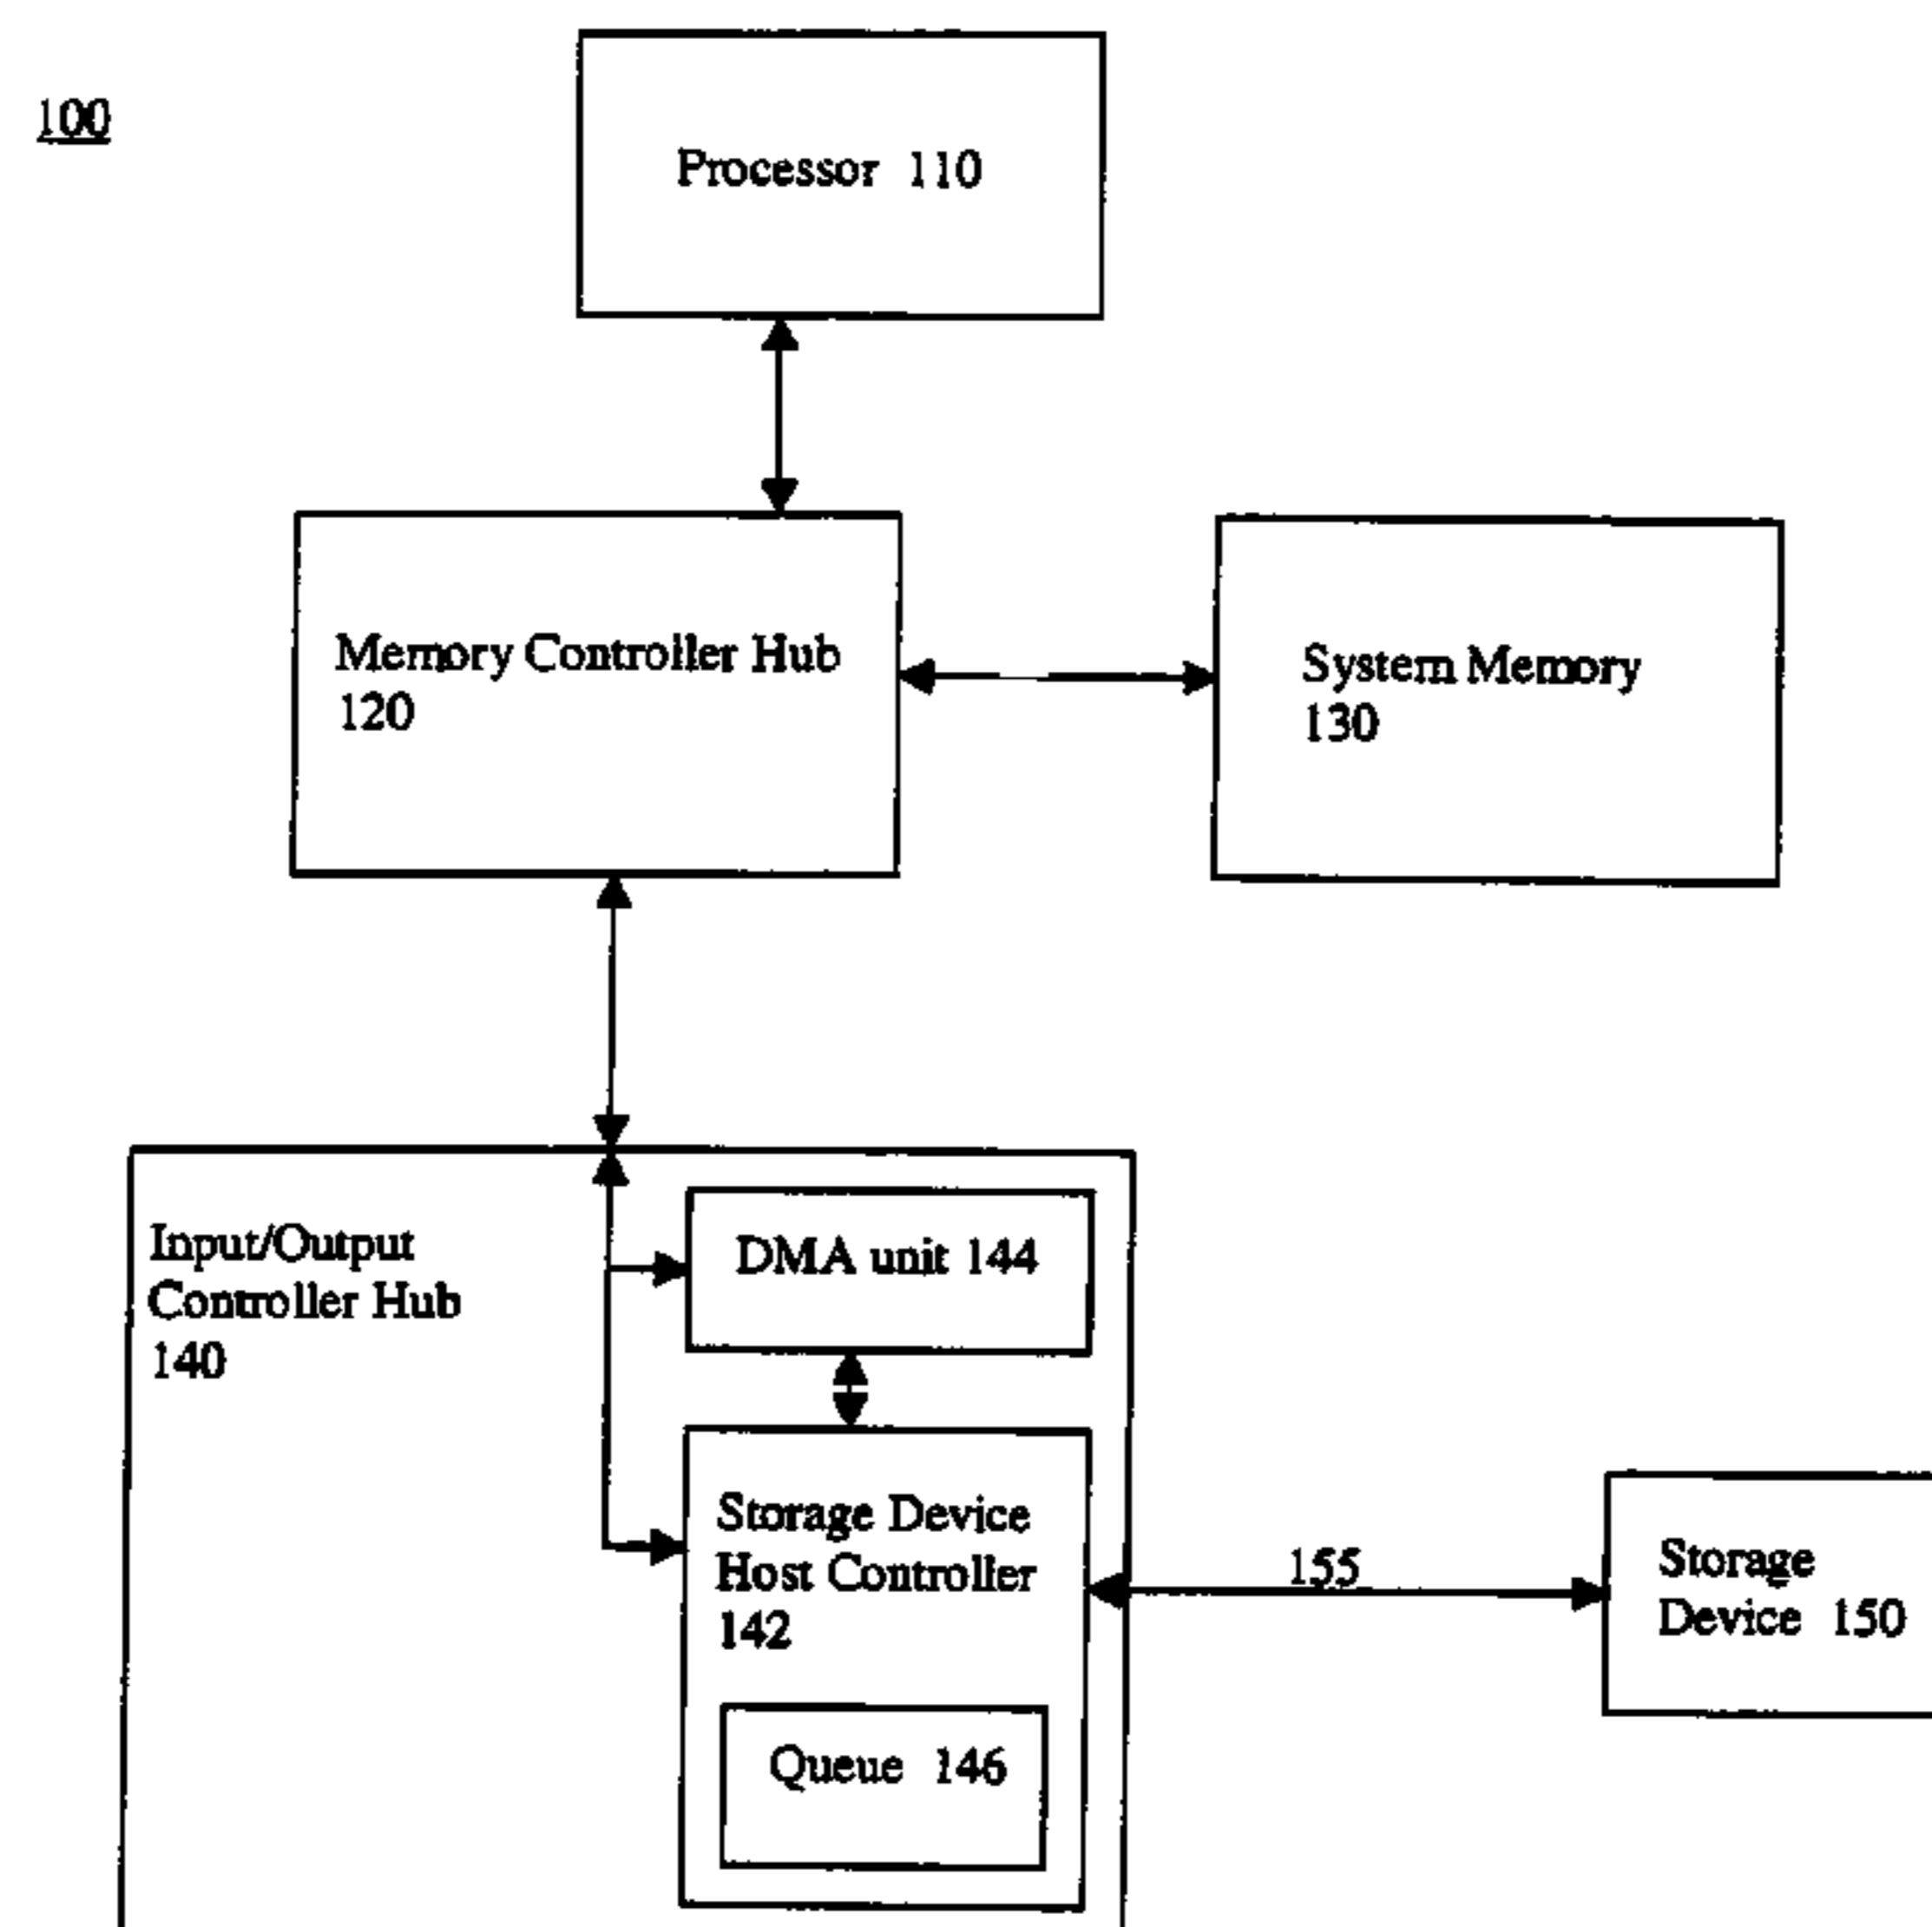 100
Processor 110
Memory Controller Hub
120
System Memory
130
Input/Output
Controller Hub
140
DMA unit 144
Storage Device
Host Controller
142
Queue 146
155
Storage
Device 150